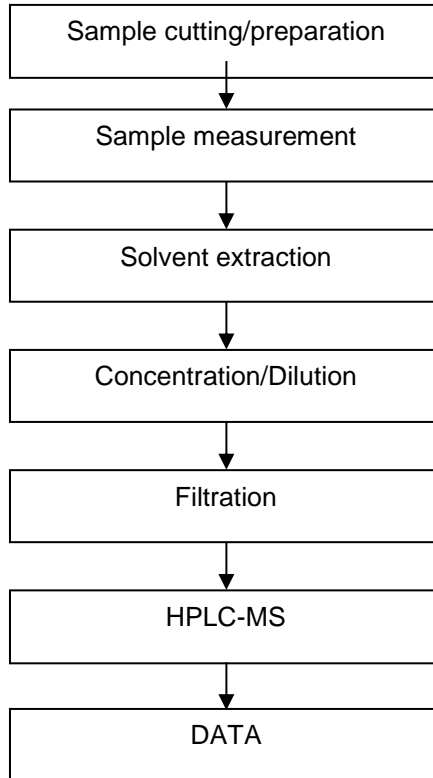 Sample cutting/preparation
Sample measurement
Solvent extraction
Concentration/Dilution
Filtration
HPLC-MS
DATA